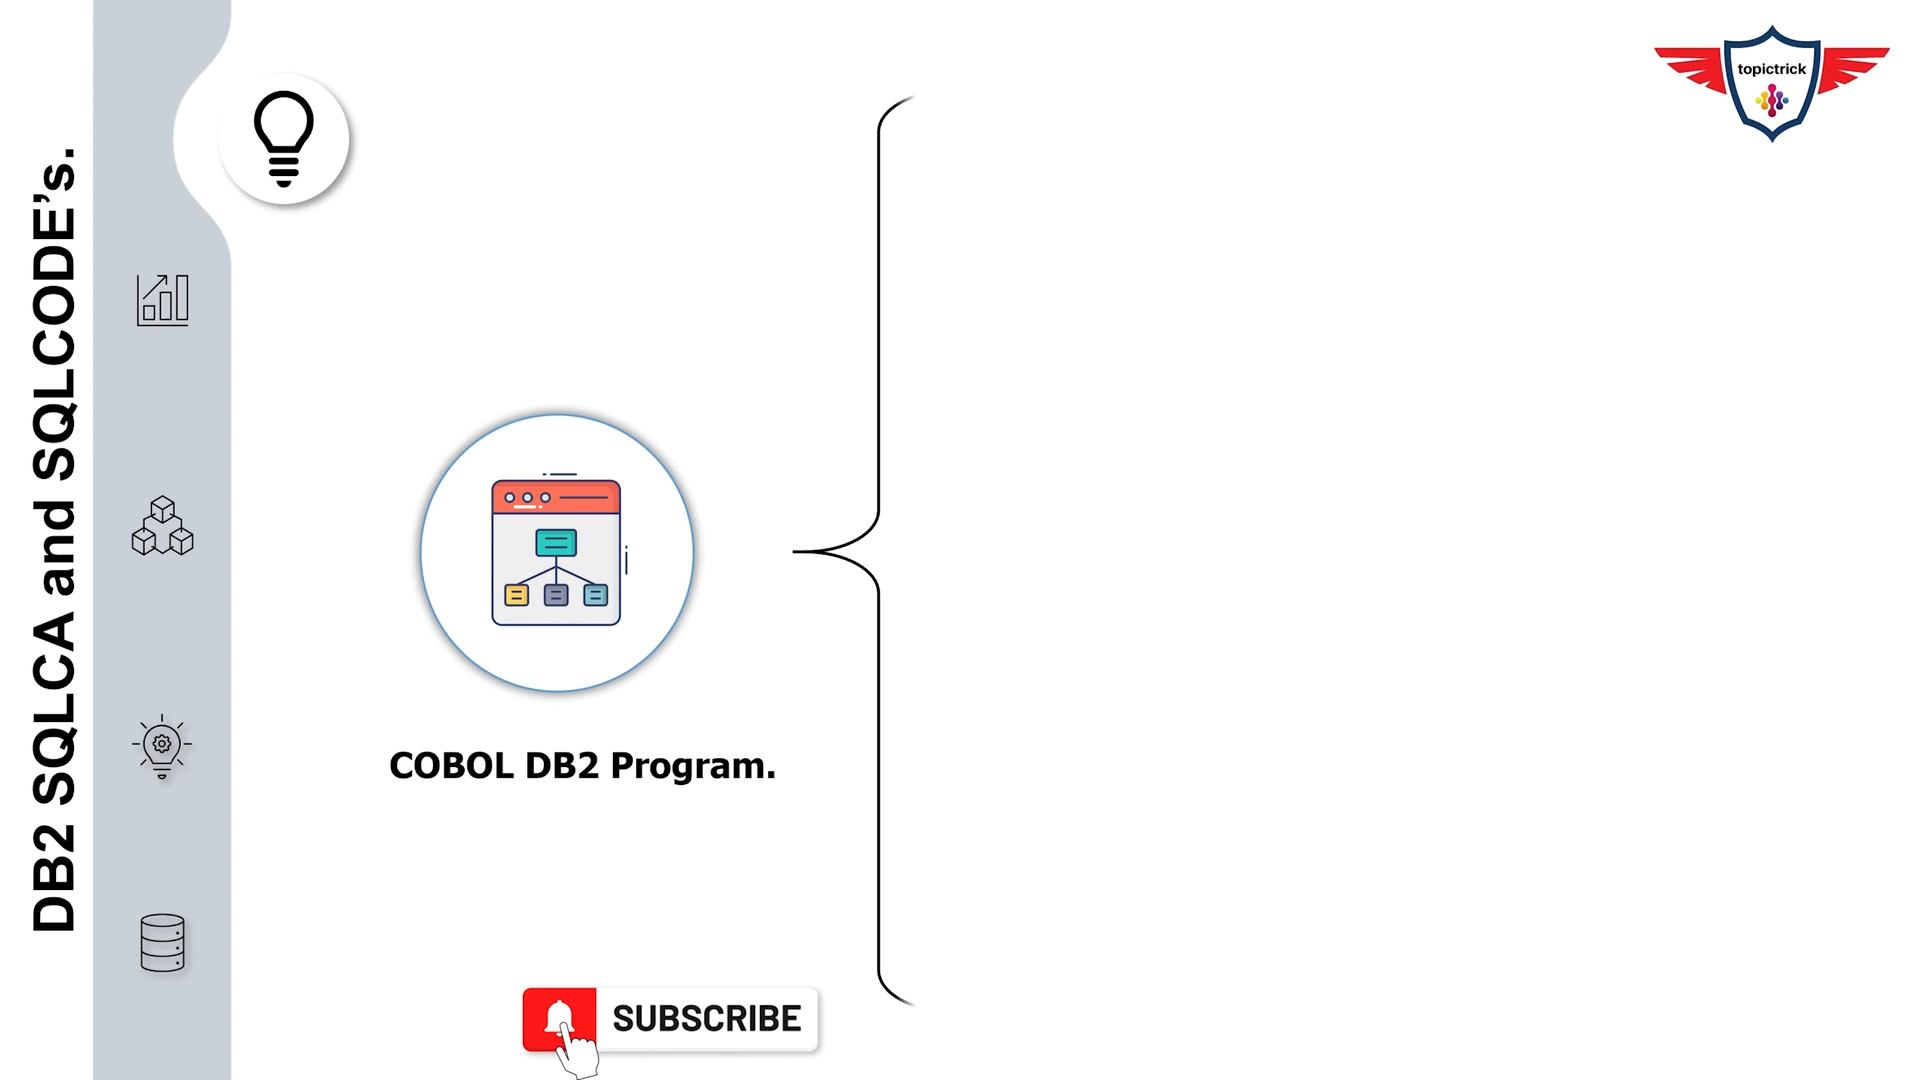 DB2 SQLCA and SQLCODE’s.
topictrick
COBOL DB2 Program.
SUBSCRIBE